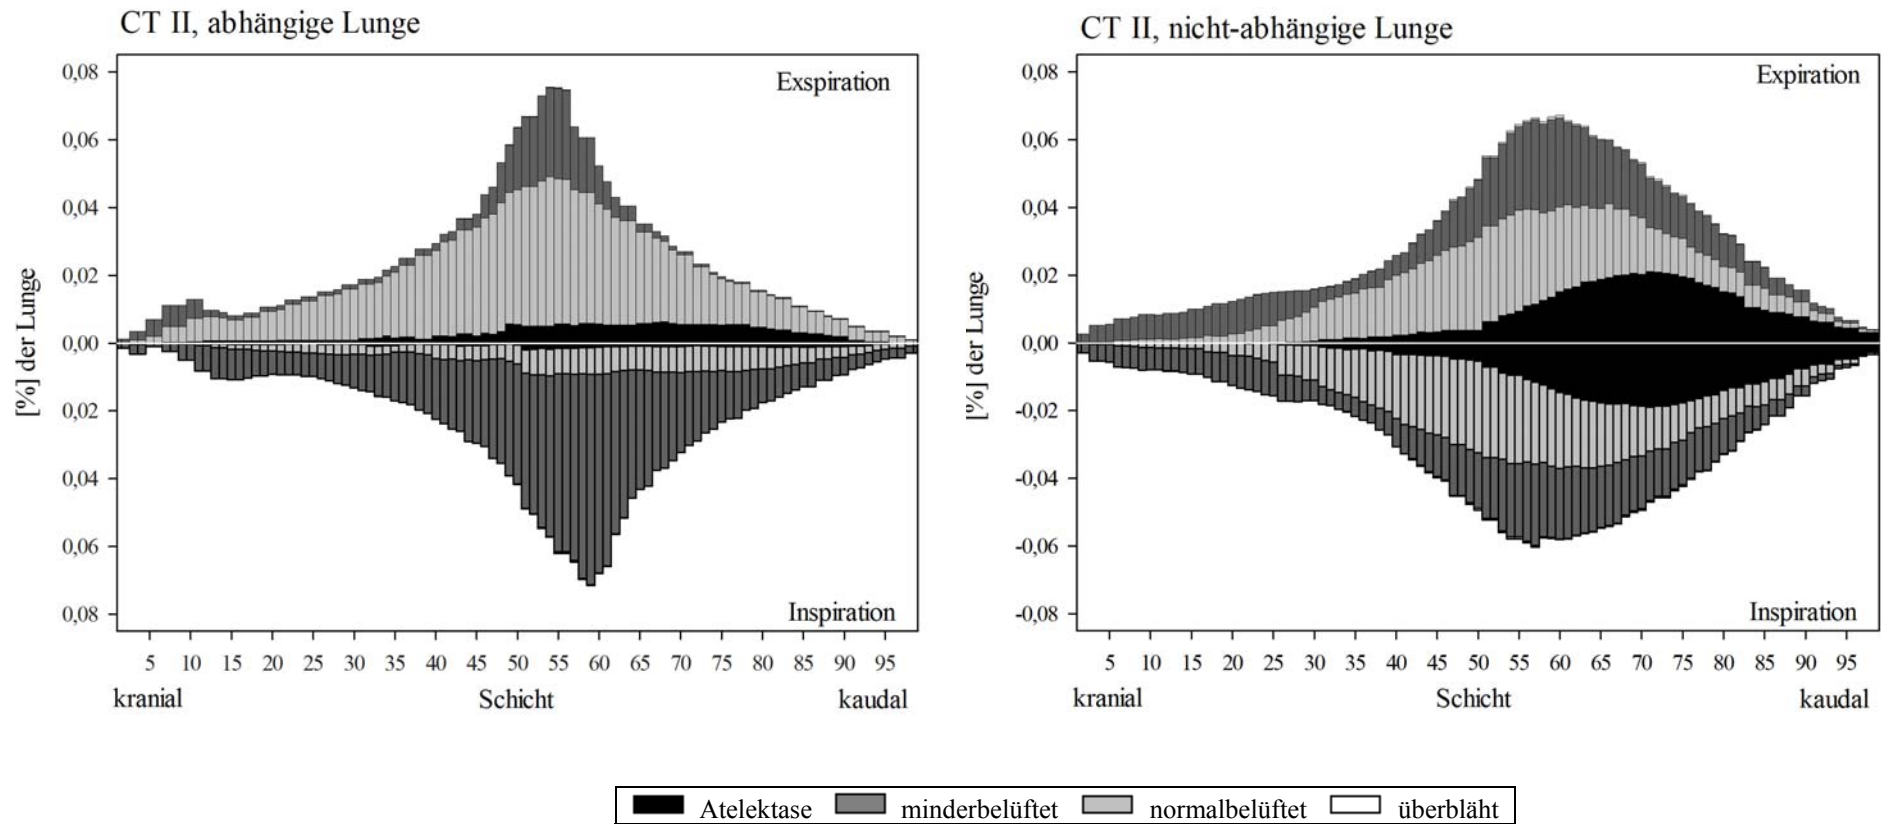 CT II, abhängige Lunge
Exspiration
[%] der Lunge
0,08
0,06
0,04
0,02
0,00
0,02
0,04
0,06
0,08
Inspiration
5 10 15 20 25 30 35 40 45 50 55 60 65 70 75 80 85 90 95
kranial Schicht kaudal
CT II, nicht-abhängige Lunge
Expiration
[%] der Lunge
0,08
0,06
0,04
0,02
0,00
-0,02
-0,04
-0,06
-0,08
Inspiration
5 10 15 20 25 30 35 40 45 50 55 60 65 70 75 80 85 90 95
kranial Schicht kaudal
Atelektase minderbelüftet normalbelüftet überbläht